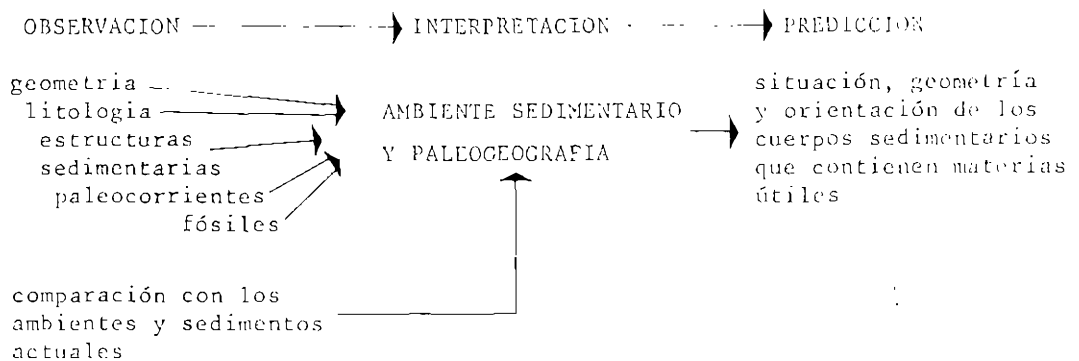 OBSERVACION INTERPRETACION PREDICCION
geometria
litologia
estructuras
sedimentarias
paleocorrientes
fósiles
AMBIENTE SEDIMENTARIO
Y PALEOGEOGRAFIA
situación, geometría
y orientación de los
cuerpos sedimentarios
que contienen materias
útiles
comparación con los
ambientes y sedimentos
actuales